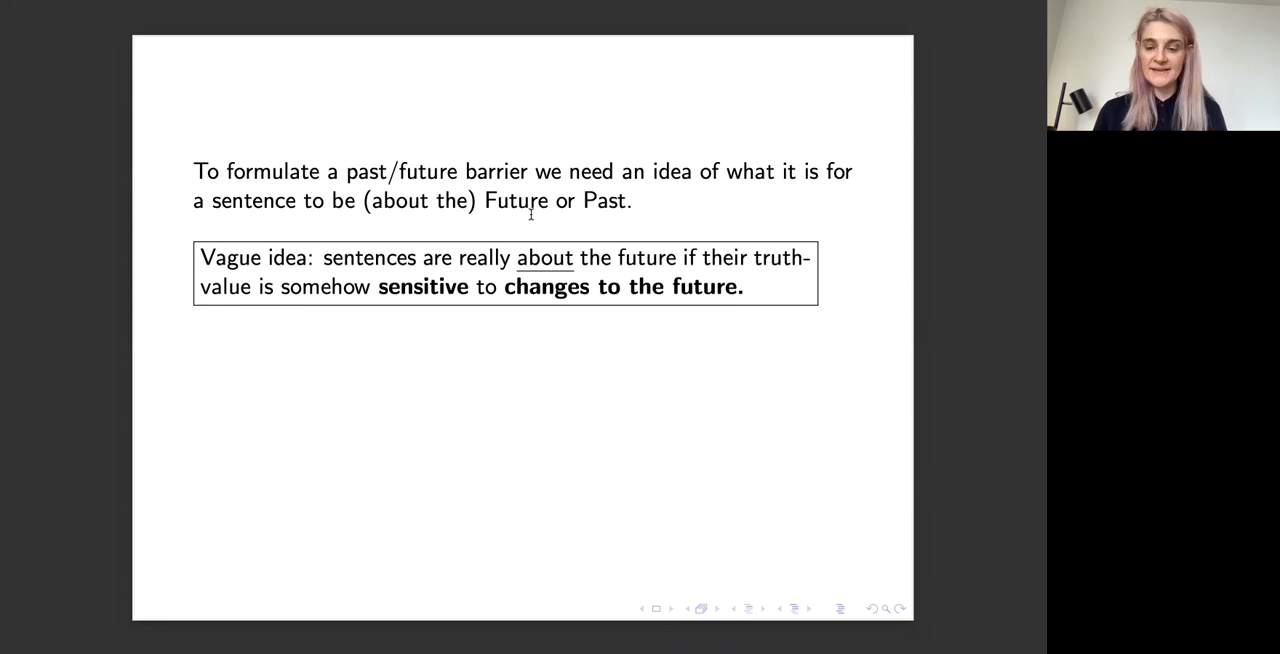 To formulate a past/future barrier we need an idea of what it is for
a sentence to be (about the) Future or Past.
Vague idea: sentences are really about the future if their truth-
value is somehow sensitive to changes to the future.